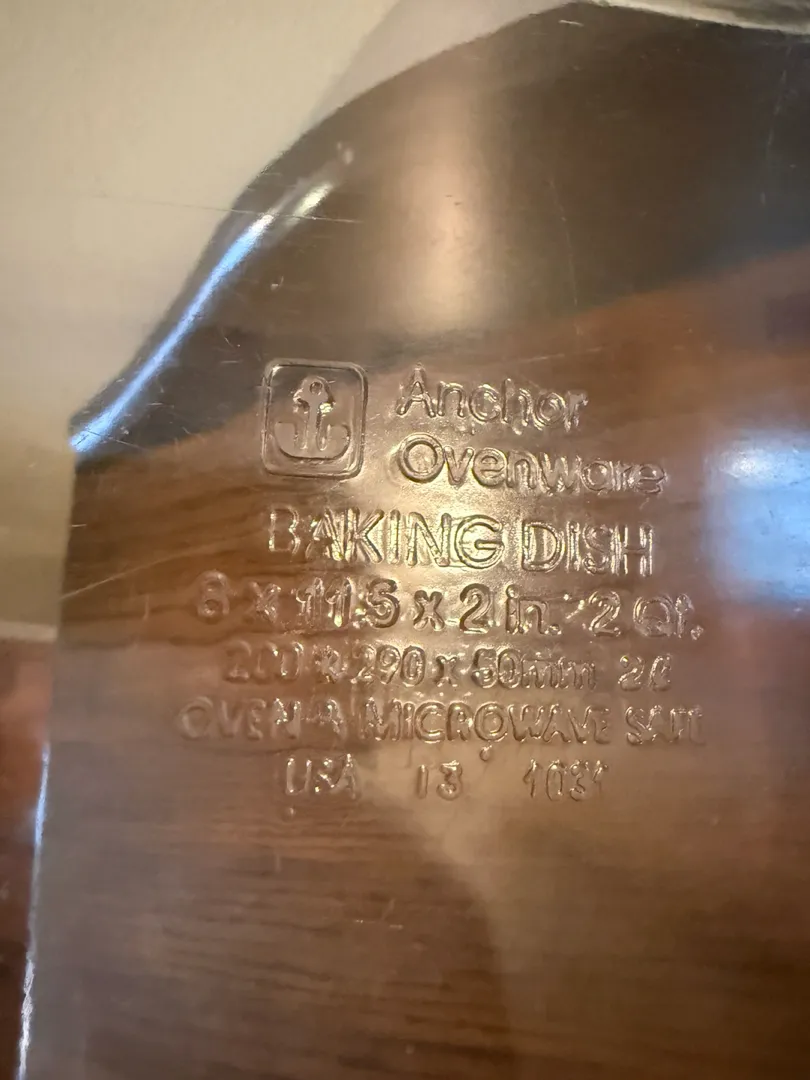 Anchor
Ovenware
BAKING DISH
8 x 11.5 x 2 in. 2 Qt.
200 x 290 x 50mm 2ℓ
OVEN & MICROWAVE SAFE
USA 13 1031